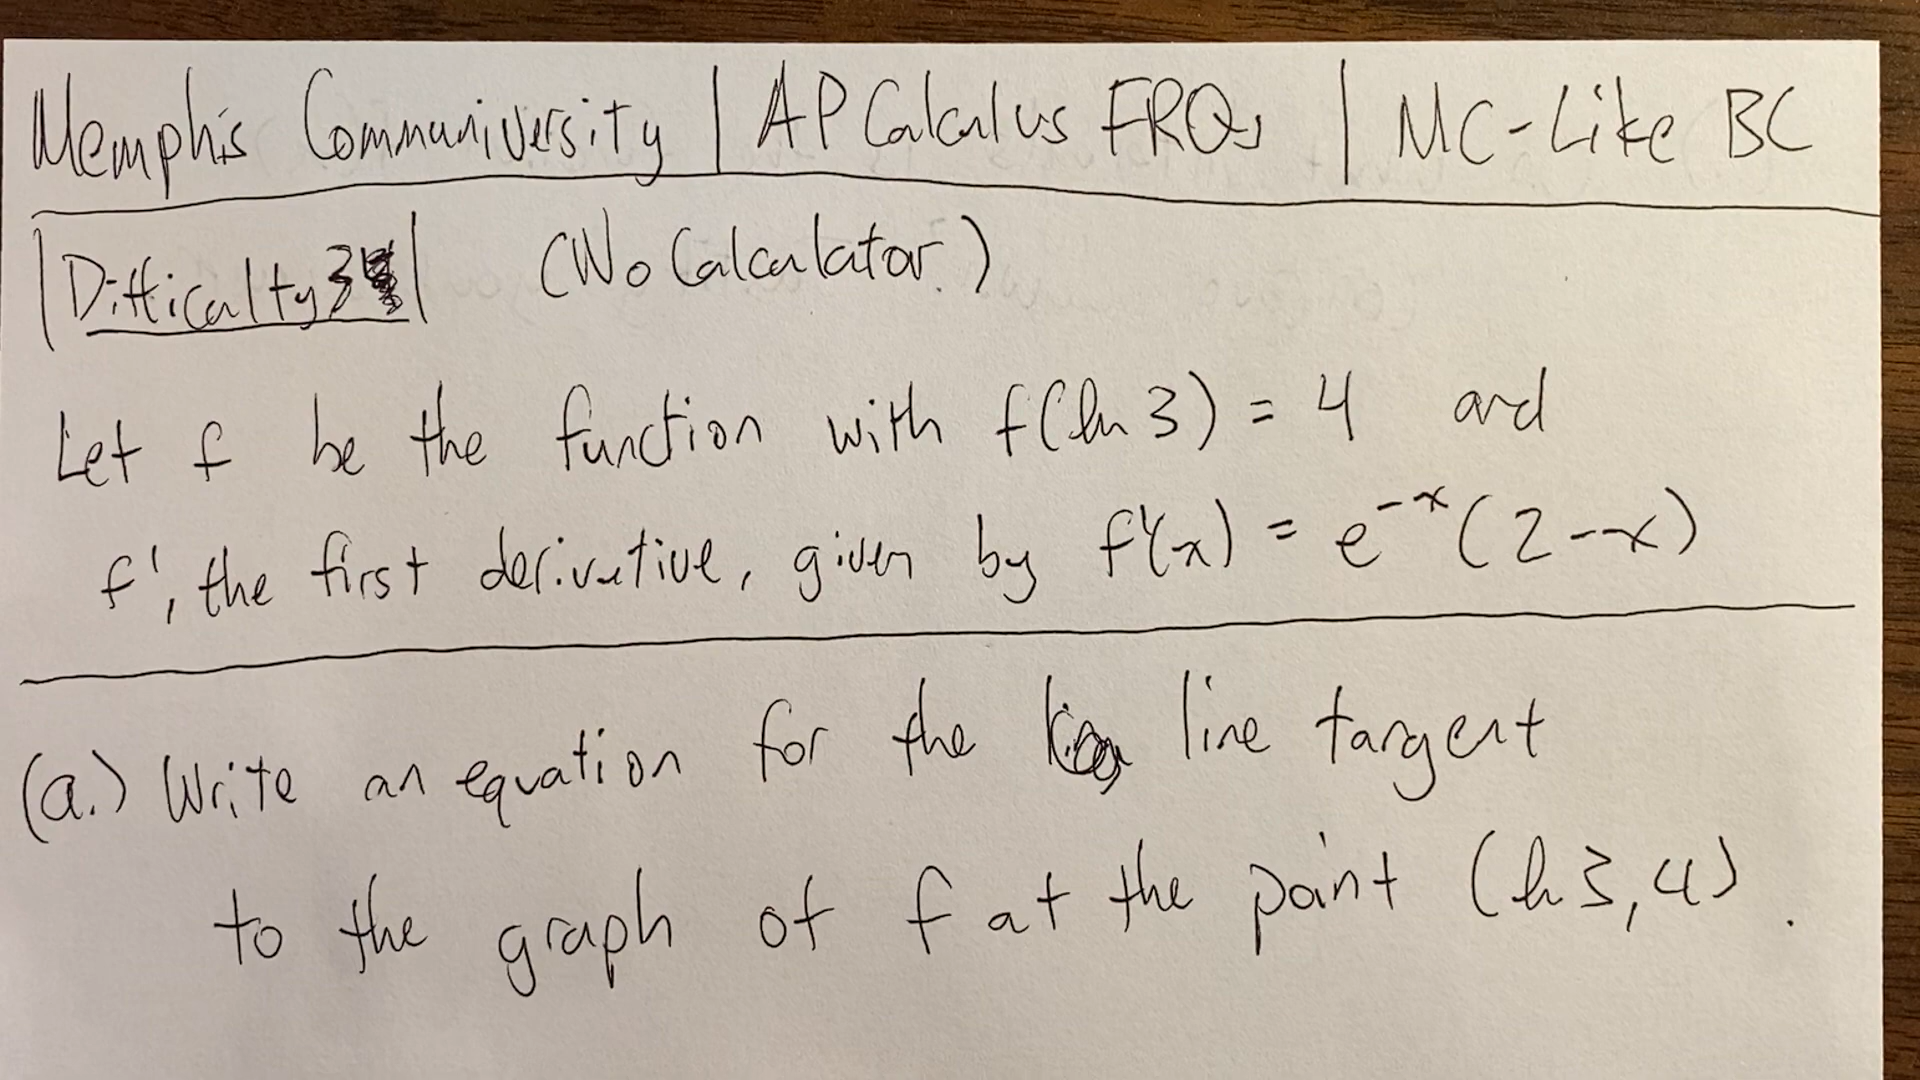 Memphis Communiversity | AP Calculus FRQs | MC-Like BC
Difficulty 3 (No Calculator.)
Let f be the function with f(ln 3) = 4 and
f', the first derivative, given by f'(x) = e^{-x}(2-x)
(a.) Write an equation for the line tangent
to the graph of f at the point (ln 3, 4).